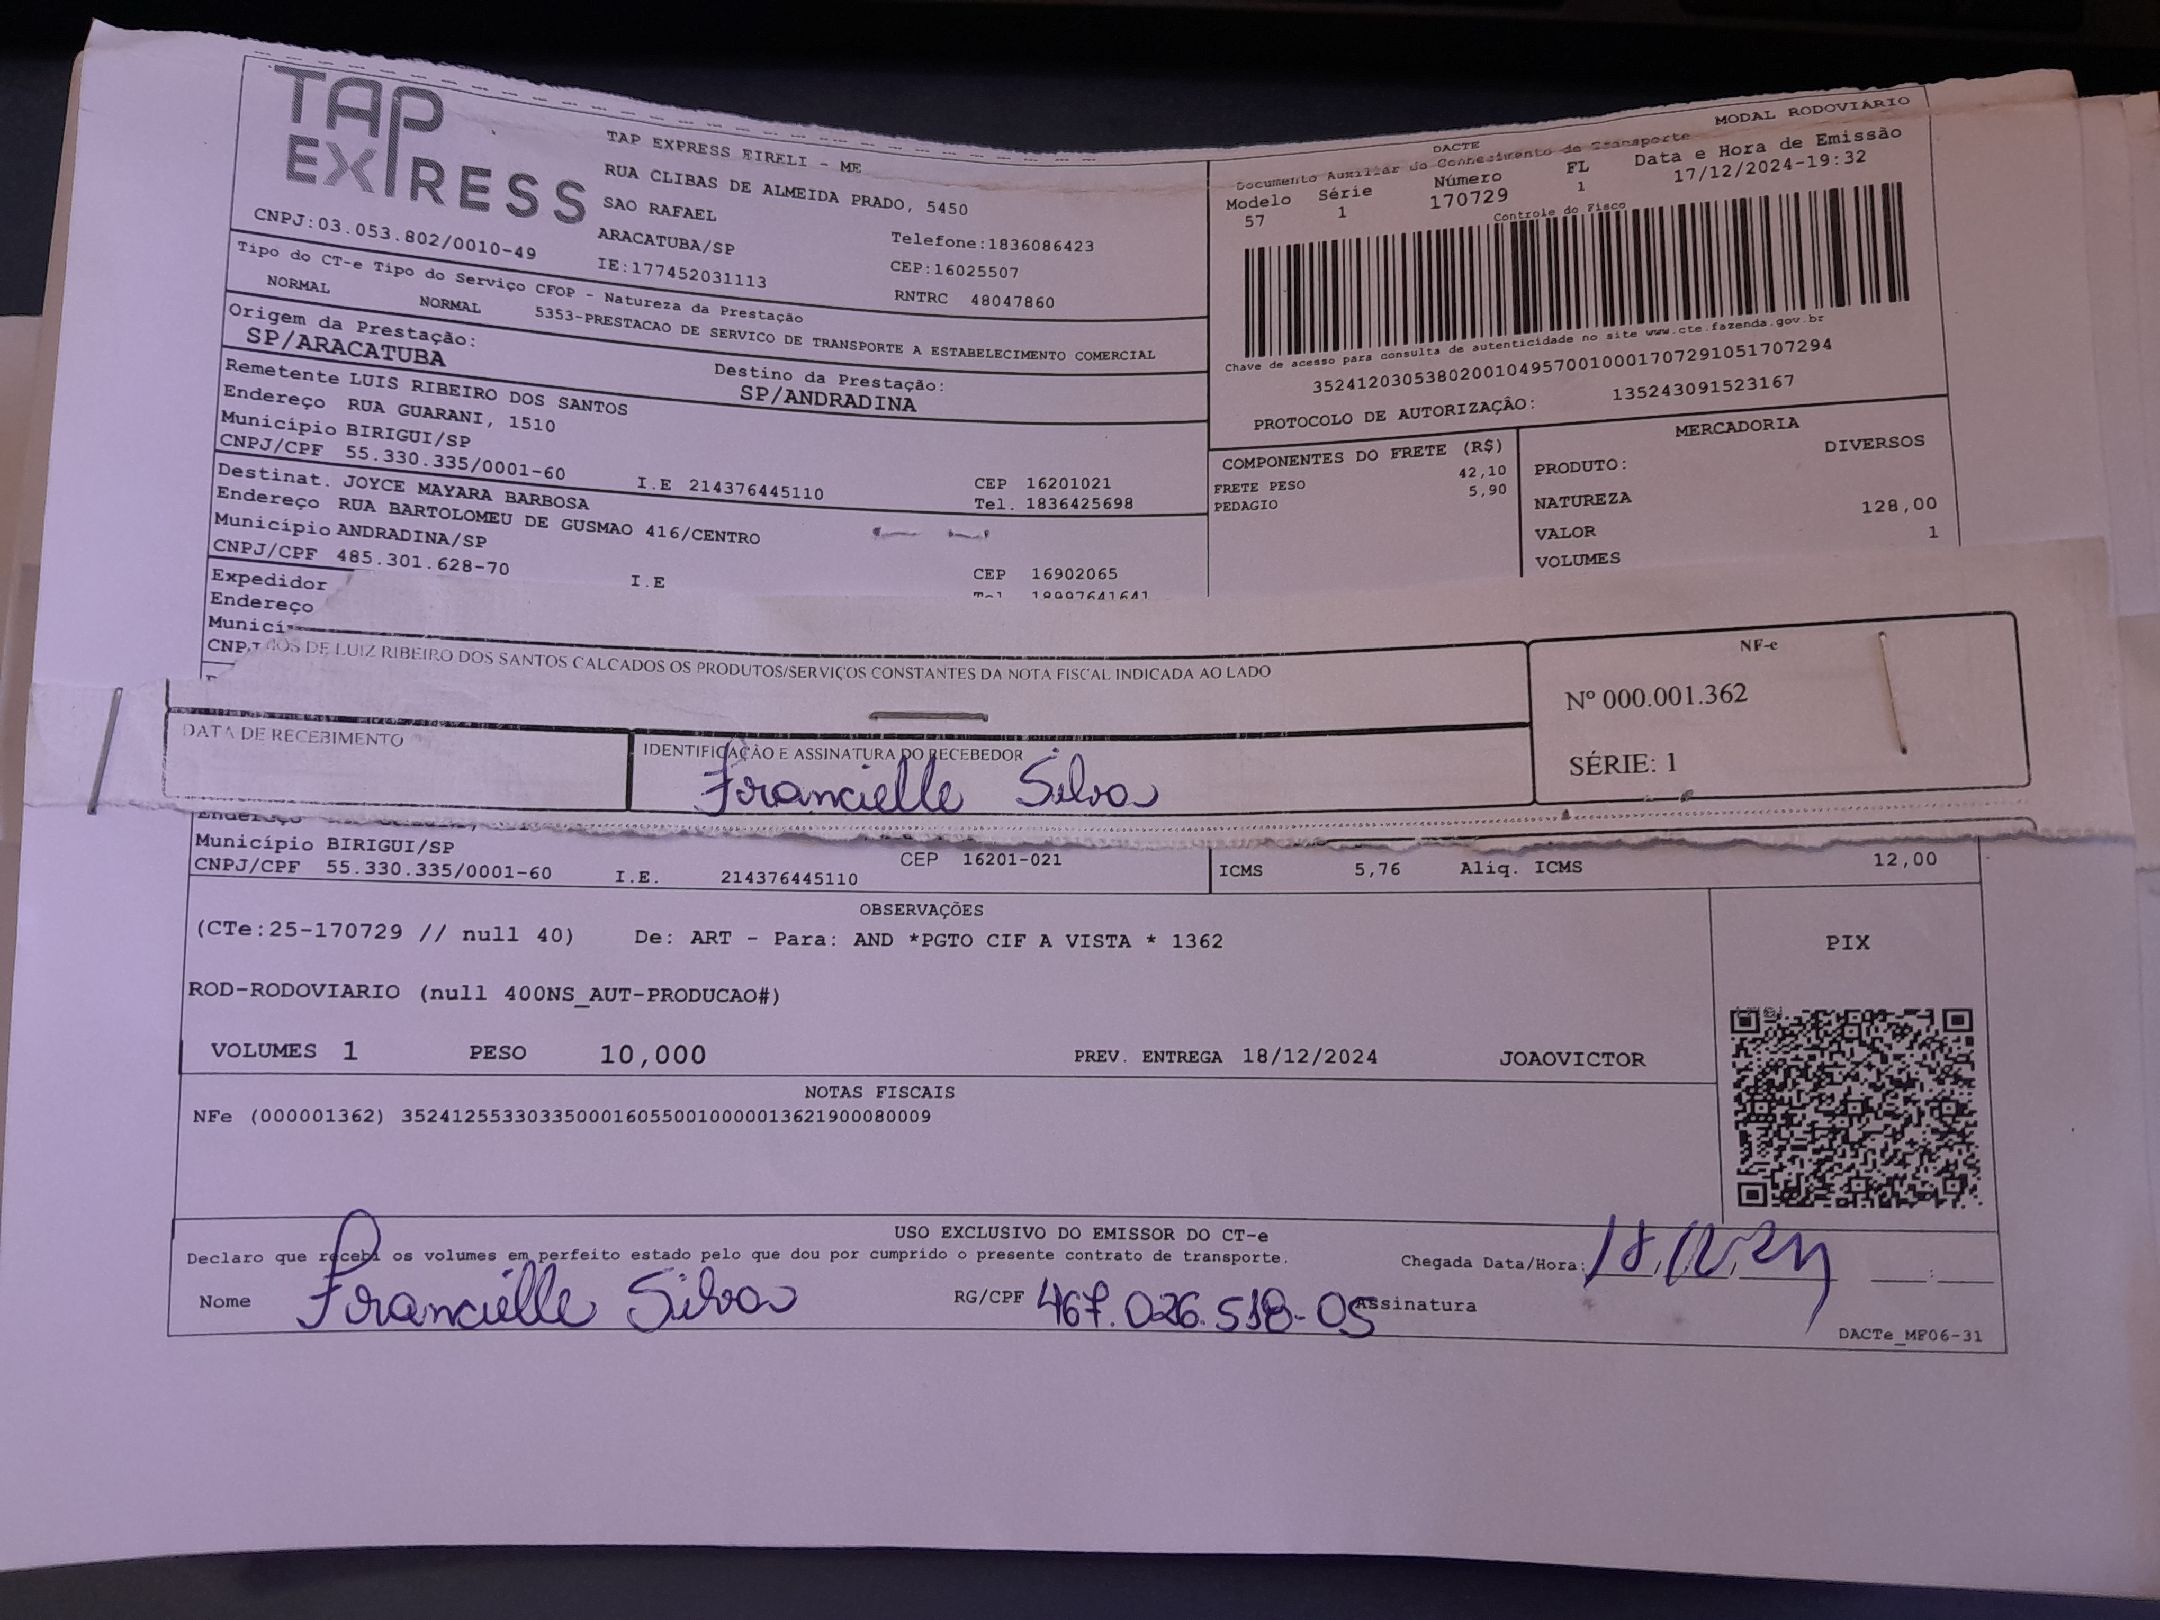 TAP
EXPRESS
CNPJ:03.053.802/0010-49
TAP EXPRESS EIRELI - ME
RUA CLIBAS DE ALMEIDA PRADO, 5450
SAO RAFAEL
ARACATUBA/SP
IE:177452031113
Telefone:1836086423
CEP:16025507
RNTRC 48047860
DACTE
MODAL RODOVIÁRIO
Documento Auxiliar do Conhecimento de Transporte
Modelo Série Número FL Data e Hora de Emissão
57 1 170729 1 17/12/2024-19:32
Controle do Fisco
Chave de acesso para consulta de autenticidade no site www.cte.fazenda.gov.br
35241203053802001049570010001707291051707294
PROTOCOLO DE AUTORIZAÇÃO: 135243091523167
Tipo do CT-e Tipo do Serviço CFOP - Natureza da Prestação
NORMAL NORMAL 5353-PRESTACAO DE SERVICO DE TRANSPORTE A ESTABELECIMENTO COMERCIAL
Origem da Prestação:
SP/ARACATUBA
Destino da Prestação:
SP/ANDRADINA
Remetente LUIS RIBEIRO DOS SANTOS
Endereço RUA GUARANI, 1510
Município BIRIGUI/SP
CNPJ/CPF 55.330.335/0001-60 I.E 214376445110
CEP 16201021
Tel. 1836425698
Destinat. JOYCE MAYARA BARBOSA
Endereço RUA BARTOLOMEU DE GUSMAO 416/CENTRO
Município ANDRADINA/SP
CNPJ/CPF 485.301.628-70 I.E
CEP 16902065
Tel 18997641641
Expedidor
Endereço
Municí
CNPJ
COMPONENTES DO FRETE (R$)
FRETE PESO 42,10
PEDAGIO 5,90
MERCADORIA
PRODUTO: DIVERSOS
NATUREZA
VALOR 128,00
VOLUMES 1
DE LUIZ RIBEIRO DOS SANTOS CALCADOS OS PRODUTOS/SERVIÇOS CONSTANTES DA NOTA FISCAL INDICADA AO LADO
NF-e
Nº 000.001.362
SÉRIE: 1
DATA DE RECEBIMENTO
IDENTIFICAÇÃO E ASSINATURA DO RECEBEDOR
Francielle Silva
Endereço
Município BIRIGUI/SP CEP 16201-021
CNPJ/CPF 55.330.335/0001-60 I.E. 214376445110
ICMS 5,76 Aliq. ICMS 12,00
OBSERVAÇÕES
(CTe:25-170729 // null 40) De: ART - Para: AND *PGTO CIF A VISTA * 1362
ROD-RODOVIARIO (null 400NS_AUT-PRODUCAO#)
VOLUMES 1 PESO 10,000 PREV. ENTREGA 18/12/2024 JOAOVICTOR
PIX
NOTAS FISCAIS
NFe (000001362) 35241255330335000160550010000013621900080009
USO EXCLUSIVO DO EMISSOR DO CT-e
Declaro que recebi os volumes em perfeito estado pelo que dou por cumprido o presente contrato de transporte.
Chegada Data/Hora: 18/12/24
Nome Francielle Silva RG/CPF 467.026.518-05 Assinatura
DACTe_MF06-31